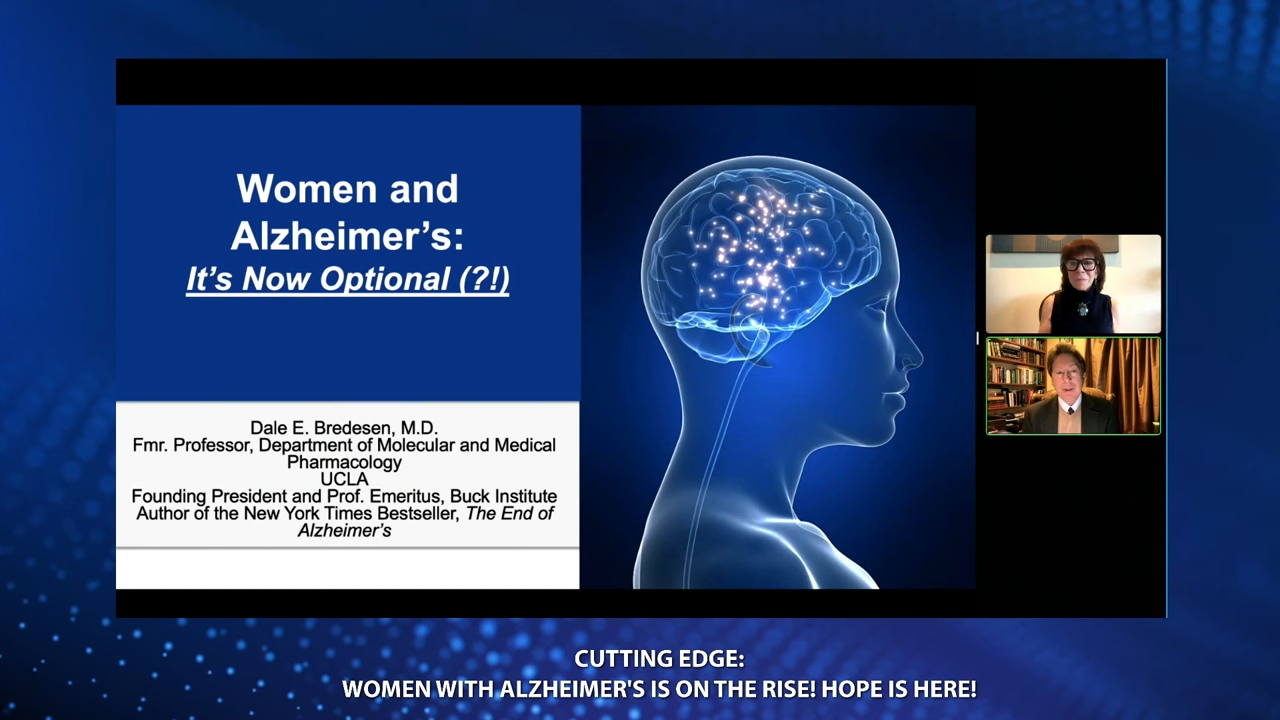 Women and
Alzheimer's:
It's Now Optional (?!)
Dale E. Bredesen, M.D.
Fmr. Professor, Department of Molecular and Medical
Pharmacology
UCLA
Founding President and Prof. Emeritus, Buck Institute
Author of the New York Times Bestseller, The End of
Alzheimer's
CUTTING EDGE:
WOMEN WITH ALZHEIMER'S IS ON THE RISE! HOPE IS HERE!